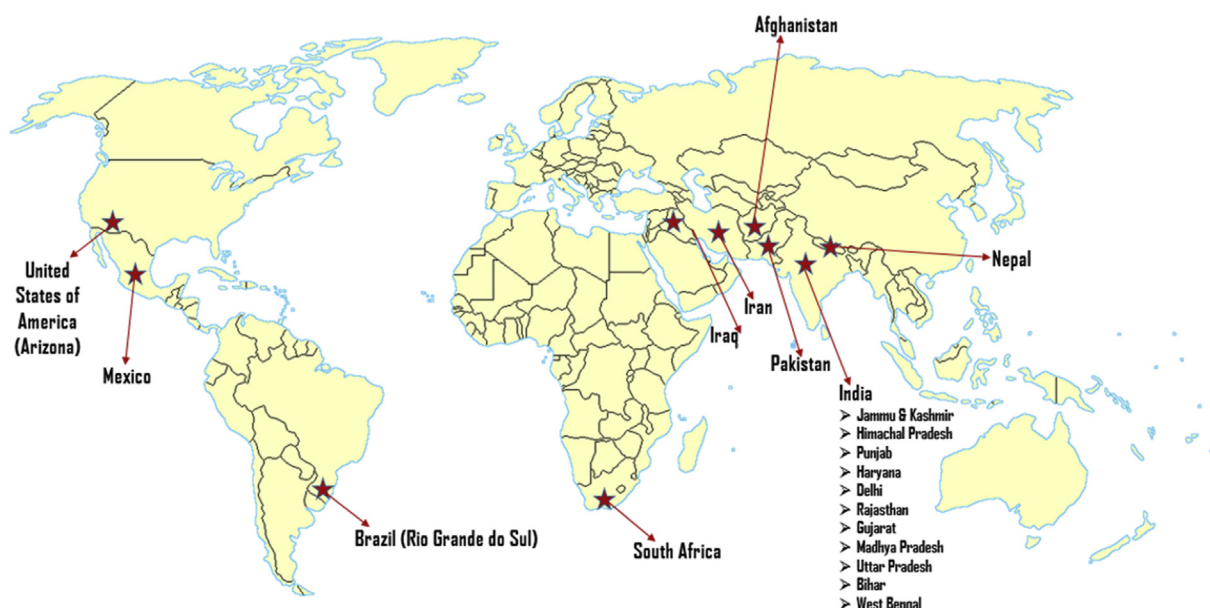 Afghanistan
Nepal
United
States of
America
(Arizona)
Iran
Iraq
Pakistan
Mexico
India
➢ Jammu & Kashmir
➢ Himachal Pradesh
➢ Punjab
➢ Haryana
➢ Delhi
➢ Rajasthan
➢ Gujarat
➢ Madhya Pradesh
➢ Uttar Pradesh
➢ Bihar
➢ West Bengal
Brazil (Rio Grande do Sul)
South Africa